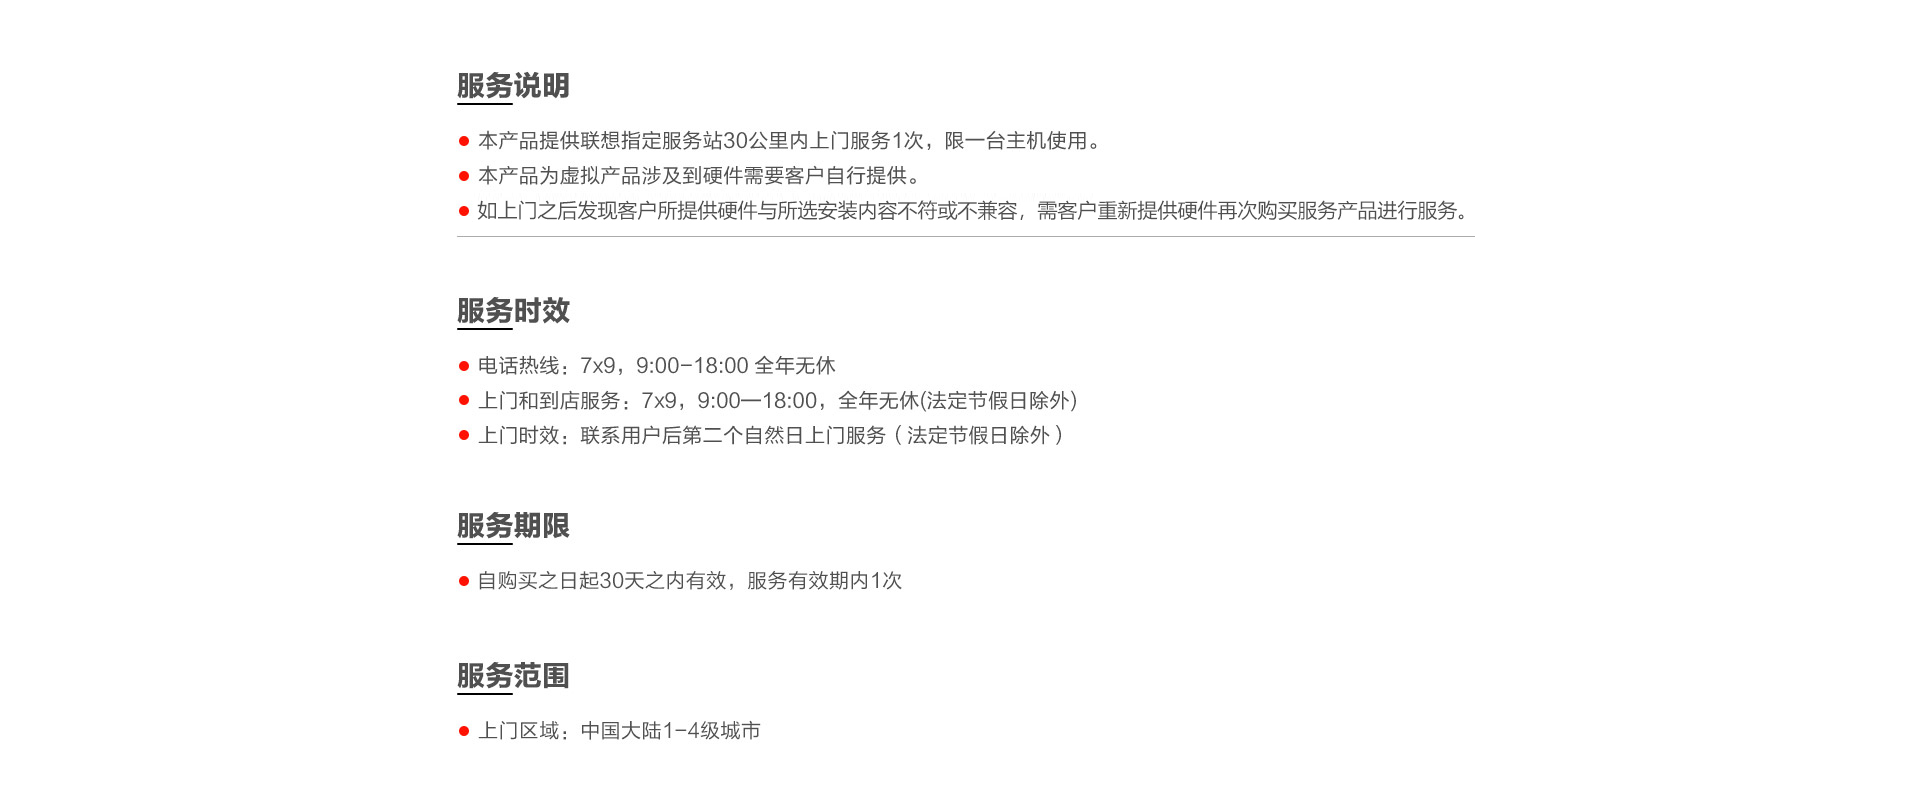 服务说明
本产品提供联想指定服务站30公里内上门服务1次，限一台主机使用。
本产品为虚拟产品涉及到硬件需要客户自行提供。
如上门之后发现客户所提供硬件与所选安装内容不符或不兼容，需客户重新提供硬件再次购买服务产品进行服务。
服务时效
电话热线：7x9，9:00-18:00 全年无休
上门和到店服务：7x9，9:00—18:00，全年无休(法定节假日除外)
上门时效：联系用户后第二个自然日上门服务（法定节假日除外）
服务期限
自购买之日起30天之内有效，服务有效期内1次
服务范围
上门区域：中国大陆1-4级城市